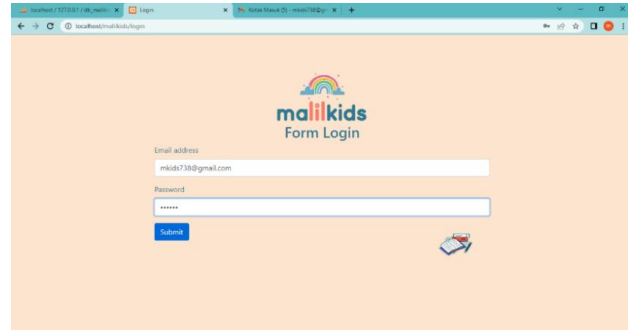 localhost / 127.0.0.1 / db_malilki
Login
Kotak Masuk (5) - mkids738@gm
localhost/malilkids/login
malilkids
Form Login
Email address
mkids738@gmail.com
Password
Submit